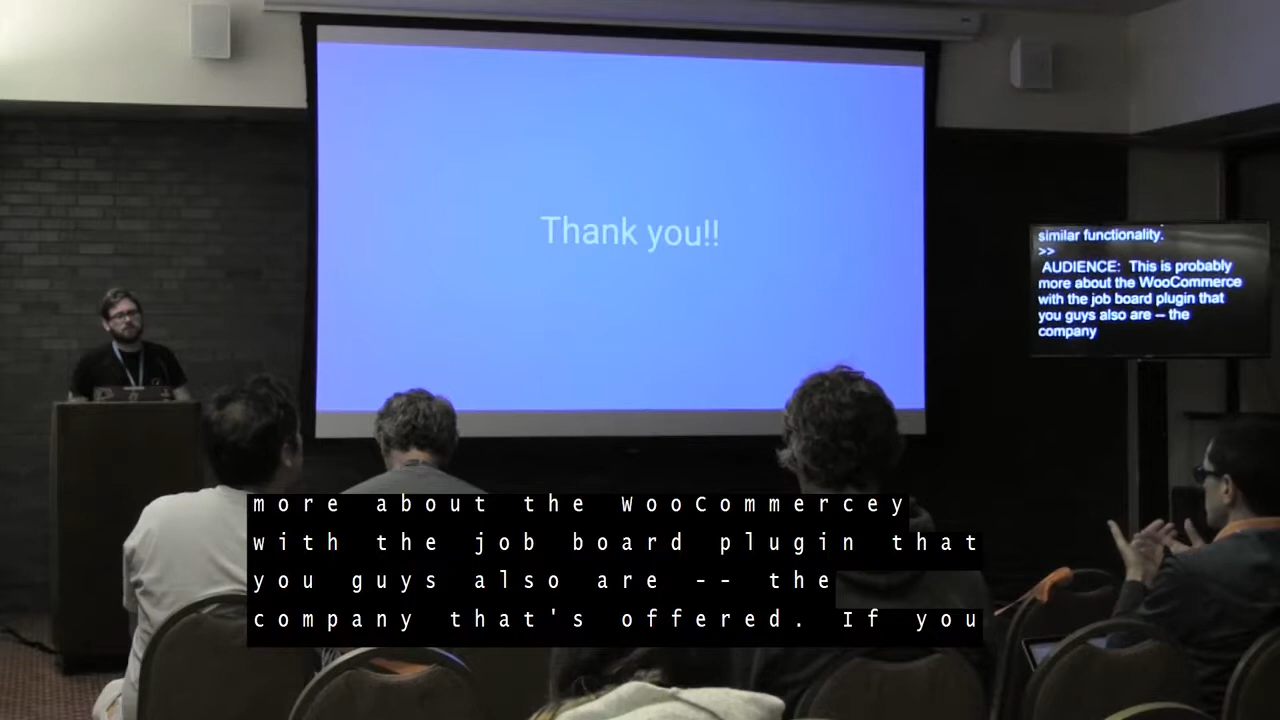 Thank you!!
similar functionality.
>>
AUDIENCE: This is probably
more about the WooCommerce
with the job board plugin that
you guys also are -- the
company
more about the WooCommercey
with the job board plugin that
you guys also are -- the
company that's offered. If you